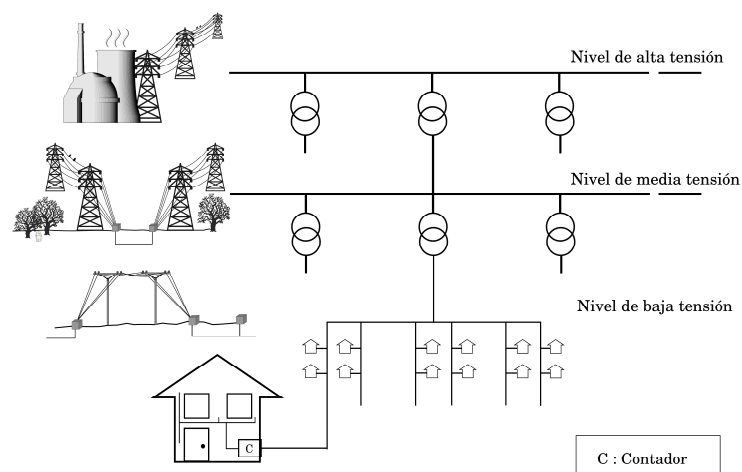 Nivel de alta tensión
Nivel de media tensión
Nivel de baja tensión
C
C : Contador